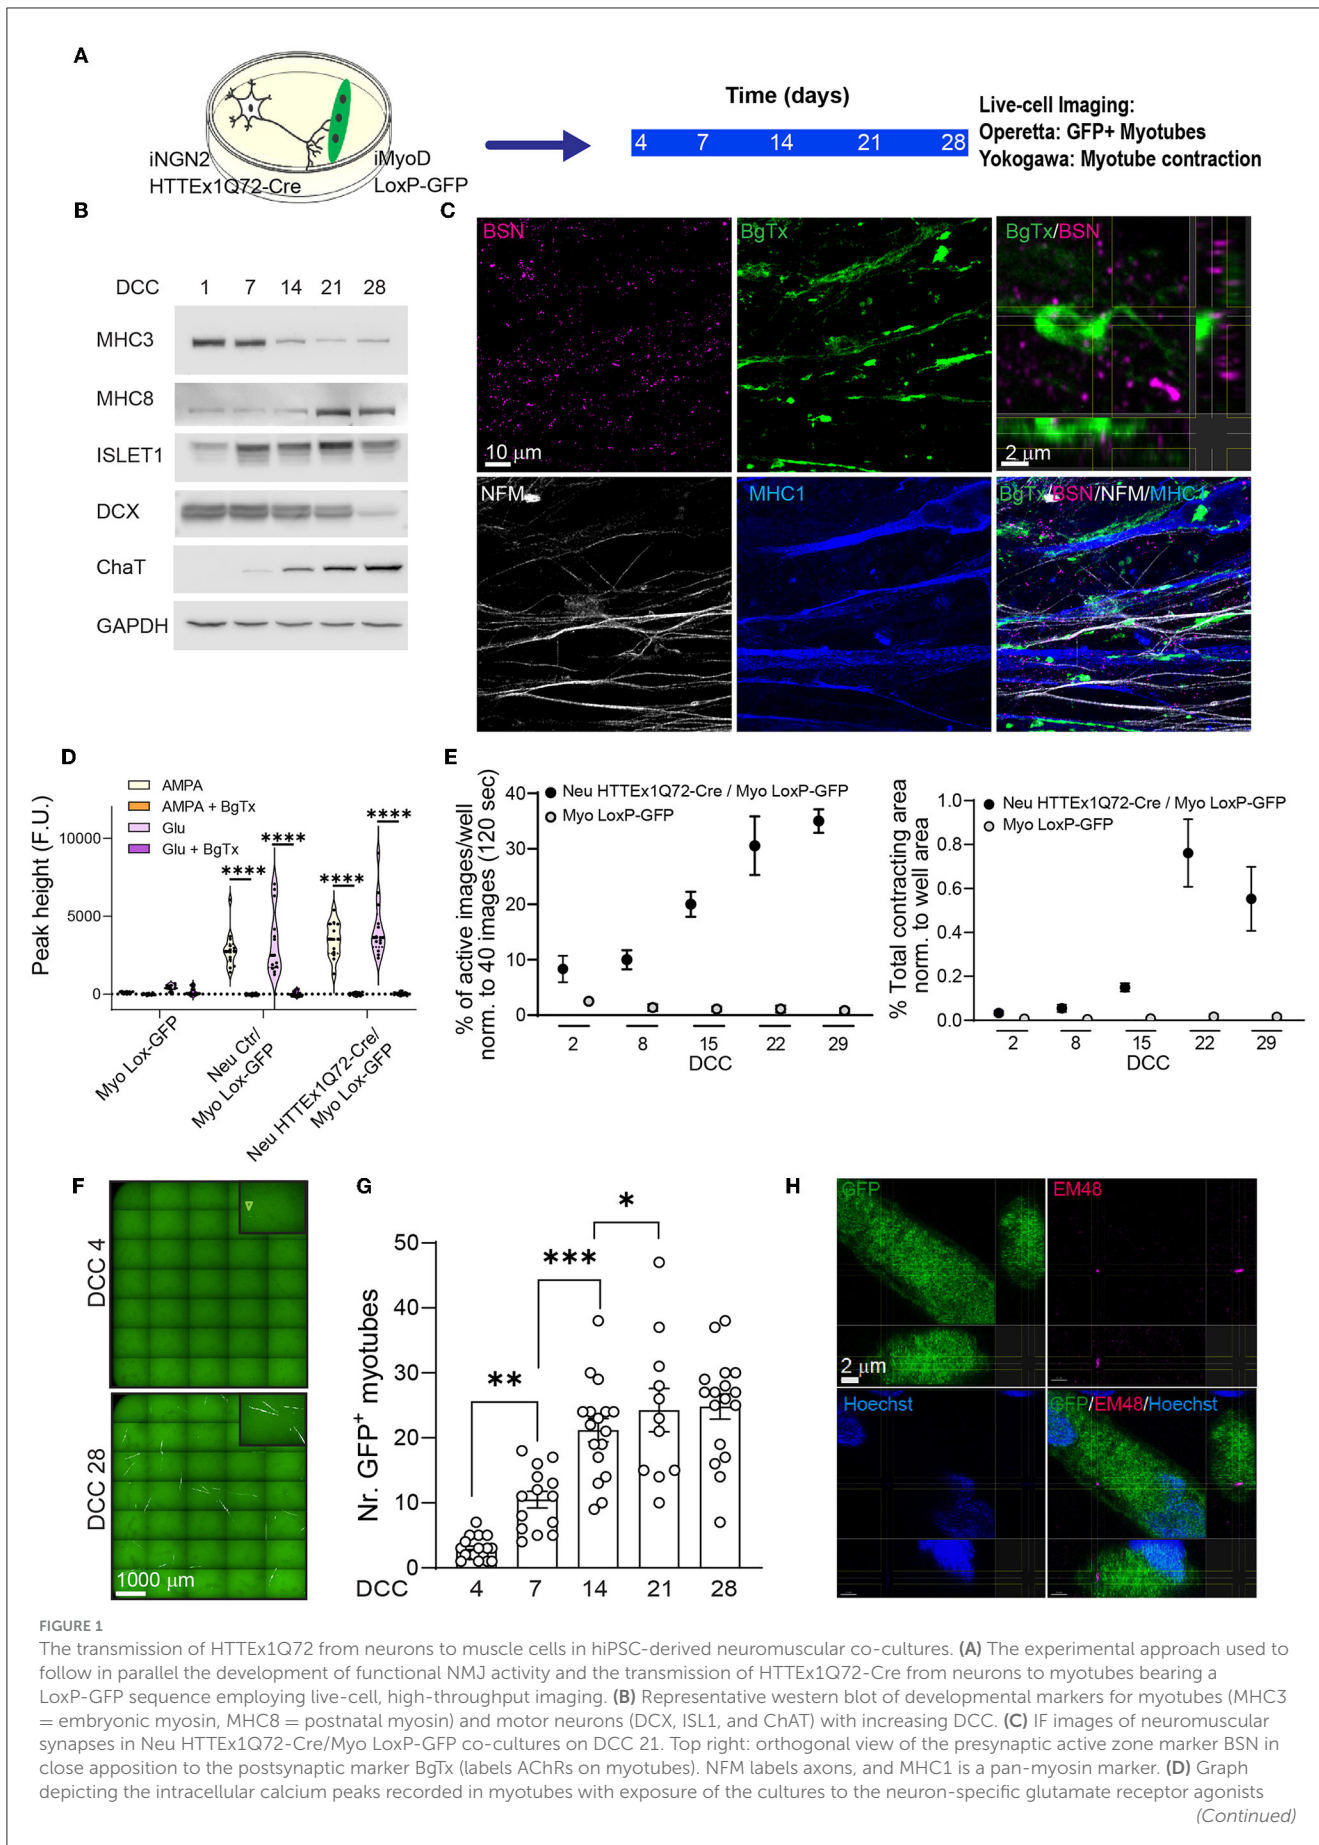 A
iNGN2
HTTEx1Q72-Cre
iMyoD
LoxP-GFP
Time (days)
4 7 14 21 28
Live-cell Imaging:
Operetta: GFP+ Myotubes
Yokogawa: Myotube contraction
B
DCC 1 7 14 21 28
MHC3
MHC8
ISLET1
DCX
ChaT
GAPDH
C
BSN
10 µm
BgTx
BgTx/BSN
2 µm
NFM
MHC1
BgTx/BSN/NFM/MHC1
D
AMPA
AMPA + BgTx
Glu
Glu + BgTx
Peak height (F.U.)
10000
5000
0
**** **** **** ****
Myo Lox-GFP
Neu Ctr/
Myo Lox-GFP
Neu HTTEx1Q72-Cre/
Myo Lox-GFP
E
% of active images/well
norm. to 40 images (120 sec)
40
30
20
10
0
Neu HTTEx1Q72-Cre / Myo LoxP-GFP
Myo LoxP-GFP
2 8 15 22 29
DCC
% Total contracting area
norm. to well area
1.0
0.8
0.6
0.4
0.2
0.0
Neu HTTEx1Q72-Cre / Myo LoxP-GFP
Myo LoxP-GFP
2 8 15 22 29
DCC
F
DCC 4
DCC 28
1000 µm
G
Nr. GFP+ myotubes
50
40
30
20
10
0
** *** *
DCC 4 7 14 21 28
H
GFP
2 µm
EM48
Hoechst
GFP/EM48/Hoechst
FIGURE 1
The transmission of HTTEx1Q72 from neurons to muscle cells in hiPSC-derived neuromuscular co-cultures. (A) The experimental approach used to
follow in parallel the development of functional NMJ activity and the transmission of HTTEx1Q72-Cre from neurons to myotubes bearing a
LoxP-GFP sequence employing live-cell, high-throughput imaging. (B) Representative western blot of developmental markers for myotubes (MHC3
= embryonic myosin, MHC8 = postnatal myosin) and motor neurons (DCX, ISL1, and ChAT) with increasing DCC. (C) IF images of neuromuscular
synapses in Neu HTTEx1Q72-Cre/Myo LoxP-GFP co-cultures on DCC 21. Top right: orthogonal view of the presynaptic active zone marker BSN in
close apposition to the postsynaptic marker BgTx (labels AChRs on myotubes). NFM labels axons, and MHC1 is a pan-myosin marker. (D) Graph
depicting the intracellular calcium peaks recorded in myotubes with exposure of the cultures to the neuron-specific glutamate receptor agonists
(Continued)